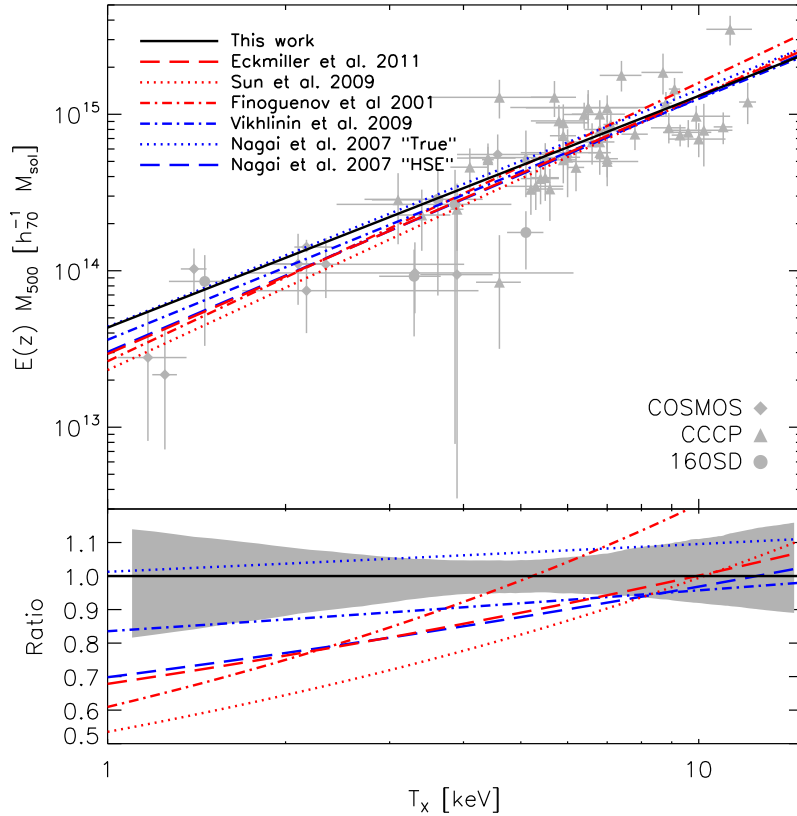 This work
Eckmiller et al. 2011
Sun et al. 2009
Finoguenov et al 2001
Vikhlinin et al. 2009
Nagai et al. 2007 "True"
Nagai et al. 2007 "HSE"
E(z) M500 [h70^-1 Msol]
10^15
10^14
10^13
COSMOS
CCCP
160SD
Ratio
1.1
1.0
0.9
0.8
0.7
0.6
0.5
1
10
Tx [keV]